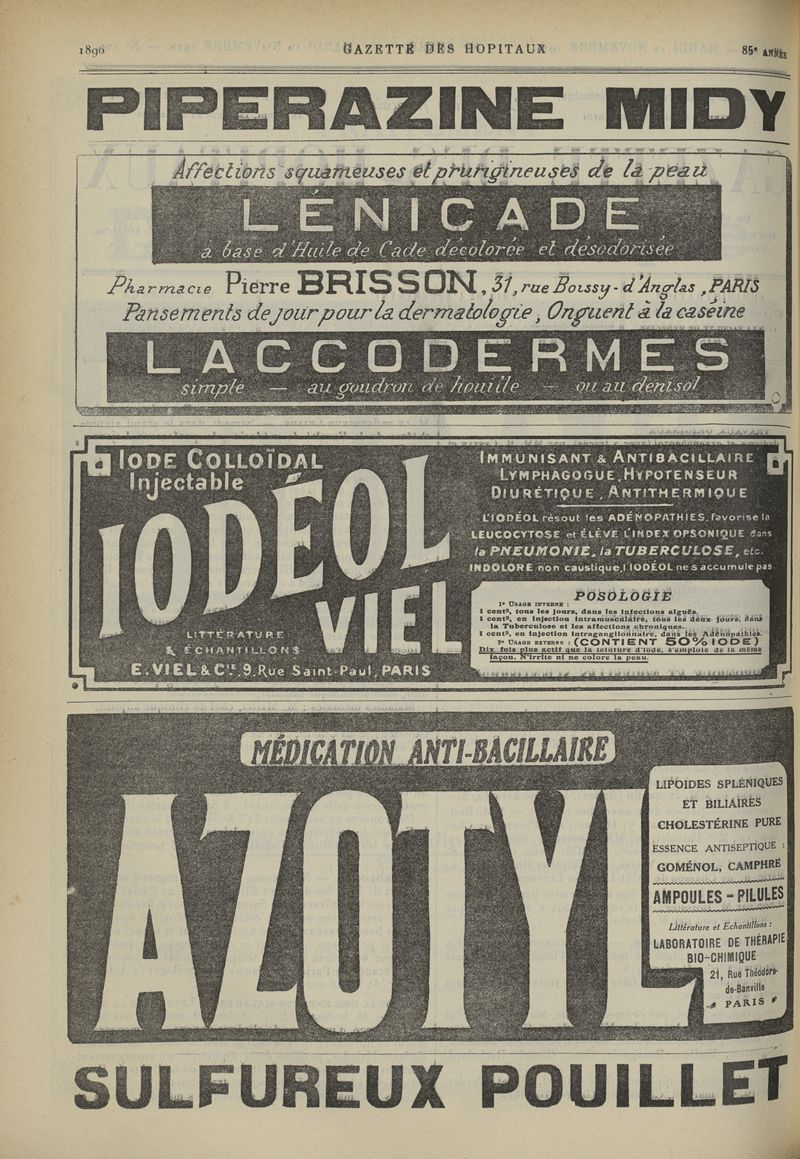 1890
GAZETTE DES HOPITAUX
85e ANNÉE
PIPERAZINE MIDY
Affections squameuses et prurigineuses de la peau
LÉNICADE
à base d'Huile de Cade décolorée et désodorisée
Pharmacie Pierre BRISSON, 31, rue Boissy-d'Anglas, PARIS
Pansements de jour pour la dermatologie, Onguent à la caséine
LACCODERMES
simple — au goudron de houille — ou au denisol
IODE COLLOÏDAL
Injectable
IODÉOL
VIEL
LITTÉRATURE
& ÉCHANTILLONS
E. VIEL & Cie, 9, Rue Saint-Paul, PARIS
IMMUNISANT & ANTIBACILLAIRE
LYMPHAGOGUE, HYPOTENSEUR
DIURÉTIQUE, ANTITHERMIQUE
L'IODÉOL résout les ADÉNOPATHIES, favorise la
LEUCOCYTOSE et ÉLÈVE L'INDEX OPSONIQUE dans
la PNEUMONIE, la TUBERCULOSE, etc.
INDOLORE non caustique, l'IODÉOL ne s'accumule pas
POSOLOGIE
1° USAGE INTERNE :
1 centc, tous les jours, dans les infections aiguës.
1 centc, en injection intramusculaire, tous les deux jours, dans
la Tuberculose et les affections chroniques.
1 centc, en injection intraganglionnaire, dans les Adénopathies.
2° USAGE EXTERNE : (CONTIENT 50% IODE)
Dix fois plus actif que la teinture d'iode, s'emploie de la même
façon. N'irrite ni ne colore la peau.
MÉDICATION ANTI-BACILLAIRE
AZOTYL
LIPOÏDES SPLÉNIQUES
ET BILIAIRES
CHOLESTÉRINE PURE
ESSENCE ANTISEPTIQUE :
GOMÉNOL, CAMPHRE
AMPOULES - PILULES
Littérature et Echantillons :
LABORATOIRE DE THÉRAPIE
BIO-CHIMIQUE
21, Rue Théodore-
de-Banville
PARIS
SULFUREUX POUILLET